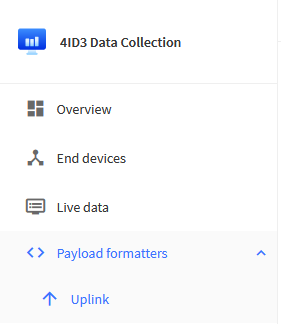 4ID3 Data Collection
Overview
End devices
Live data
Payload formatters
Uplink